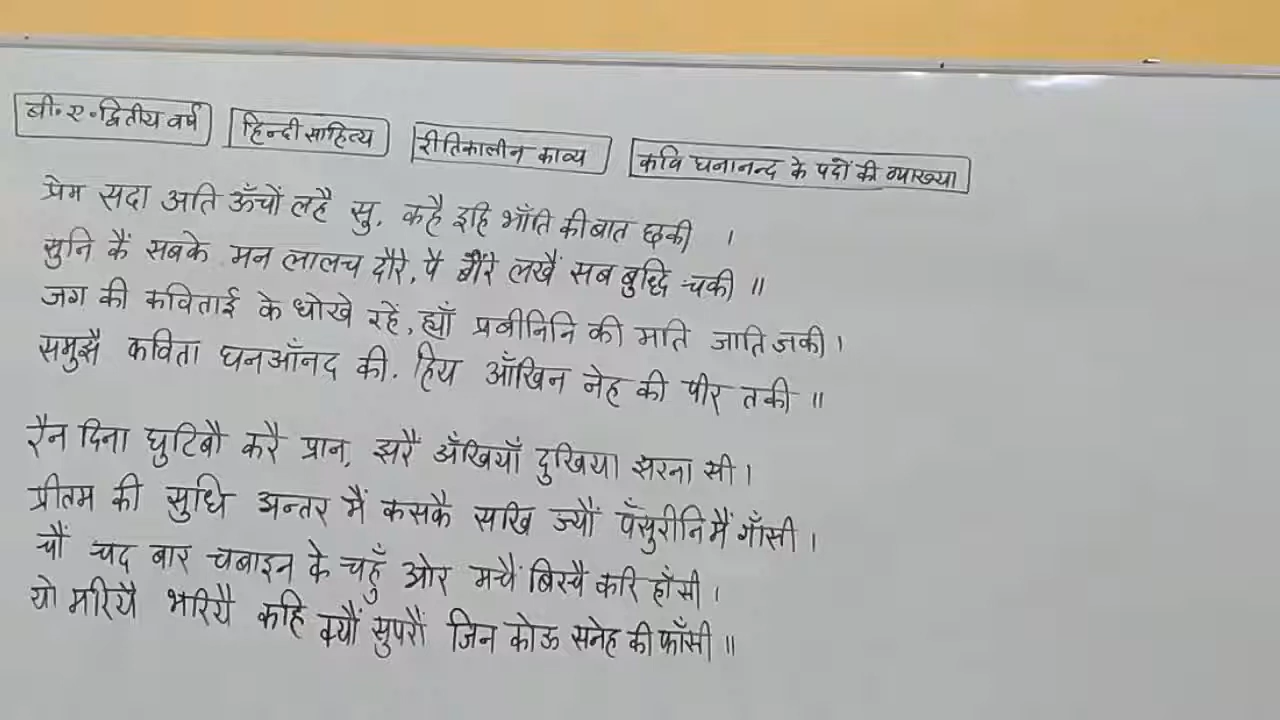 बी॰ ए॰ द्वितीय वर्ष हिन्दी साहित्य रीतिकालीन काव्य कवि घनानन्द के पदों की व्याख्या
प्रेम सदा अति ऊँचों लहै सु, कहै इहि भाँति की बात छकी ।
सुनि कैं सबके मन लालच दौरे, पै बौरे लखैं सब बुद्धि चकी ॥
जग की कविताई के धोखे रहें, ह्याँ प्रबीनिनि की मति जाति जकी ।
समुझै कविता घनआँनद की. हिय आँखिन नेह की पीर तकी ॥
रैन दिना घुटिबौ करै प्रान, झरैं अँखियाँ दुखिया झरना सी ।
प्रीतम की सुधि अन्तर मैं कसकै सखि ज्यौं पँसुरीनि मैं गाँसी ।
चौं चद बार चबाइन के चहुँ ओर मचैं बिरचै करि हाँसी ।
यो मरियै भरियै कहि क्यौं सुपरौं जिन कोऊ सनेह की फाँसी ॥